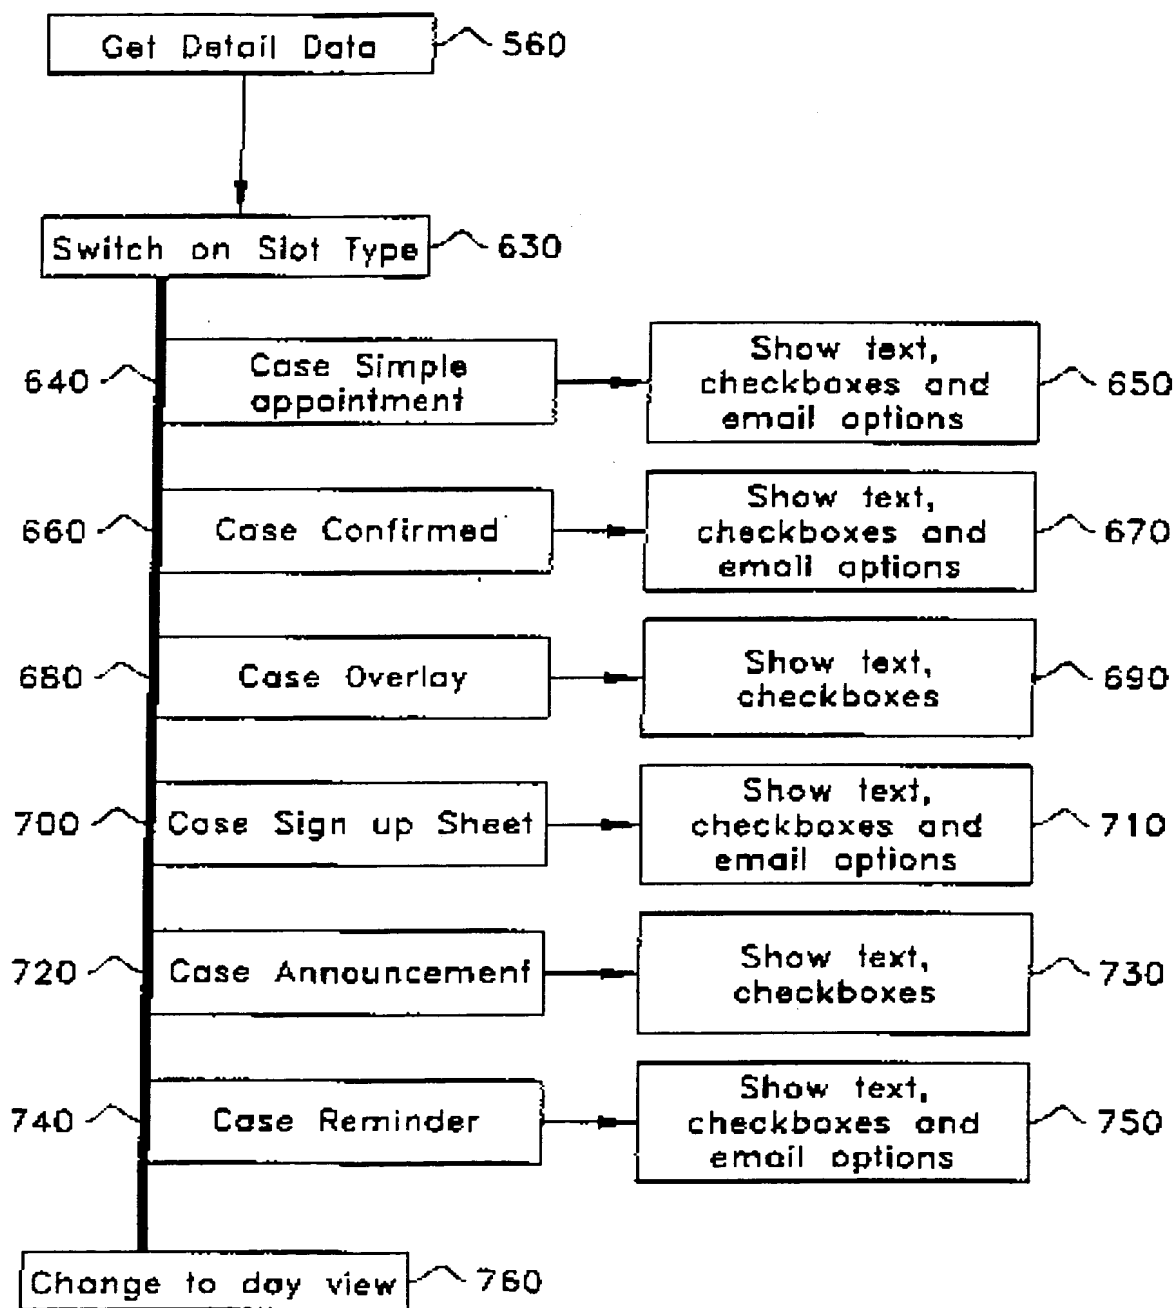 Get Detail Data 560
Switch on Slot Type 630
640 Case Simple
appointment
Show text,
checkboxes and
email options
650
660 Case Confirmed
Show text,
checkboxes and
email options
670
680 Case Overlay
Show text,
checkboxes
690
700 Case Sign up Sheet
Show text,
checkboxes and
email options
710
720 Case Announcement
Show text,
checkboxes
730
740 Case Reminder
Show text,
checkboxes and
email options
750
Change to day view 760